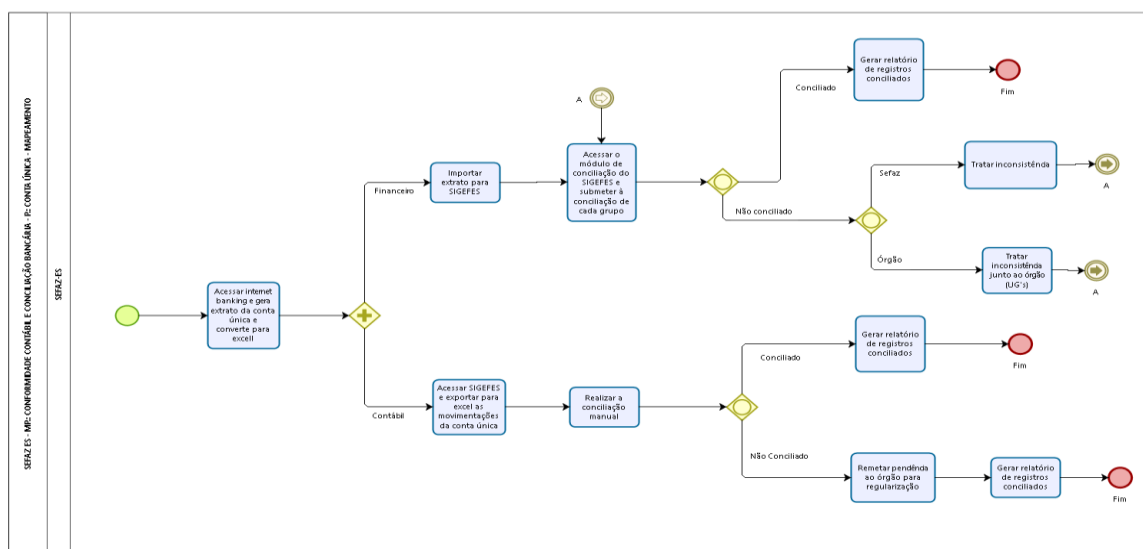 SEFAZ ES - MP: CONFORMIDADE CONTÁBIL E CONCILIAÇÃO BANCÁRIA - P.: CONTA ÚNICA - MAPEAMENTO
SEFAZ-ES
Acessar internet
banking e gera
extrato da conta
única e
converte para
excell
Financeiro
Importar
extrato para
SIGEFES
A
Acessar o
módulo de
conciliação do
SIGEFES e
submeter à
conciliação de
cada grupo
Conciliado
Gerar relatório
de registros
conciliados
Fim
Não conciliado
Sefaz
Tratar inconsistênda
A
Órgão
Tratar
inconsistênda
junto ao órgão
(UG's)
A
Contábil
Acessar SIGEFES
e exportar para
excel as
movimentações
da conta única
Realizar a
conciliação
manual
Conciliado
Gerar relatório
de registros
conciliados
Fim
Não Conciliado
Remetar pendência
ao órgão para
regularização
Gerar relatório
de registros
conciliados
Fim